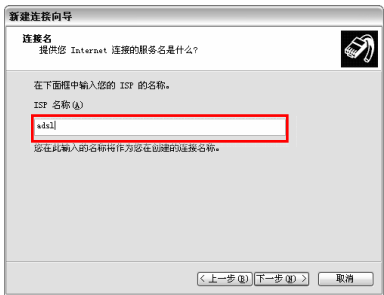 新建连接向导
连接名
提供您 Internet 连接的服务名是什么?
在下面框中输入您的 ISP 的名称。
ISP 名称(A)
adsl
您在此输入的名称将作为您在创建的连接名称。
< 上一步(B) 下一步(N) > 取消